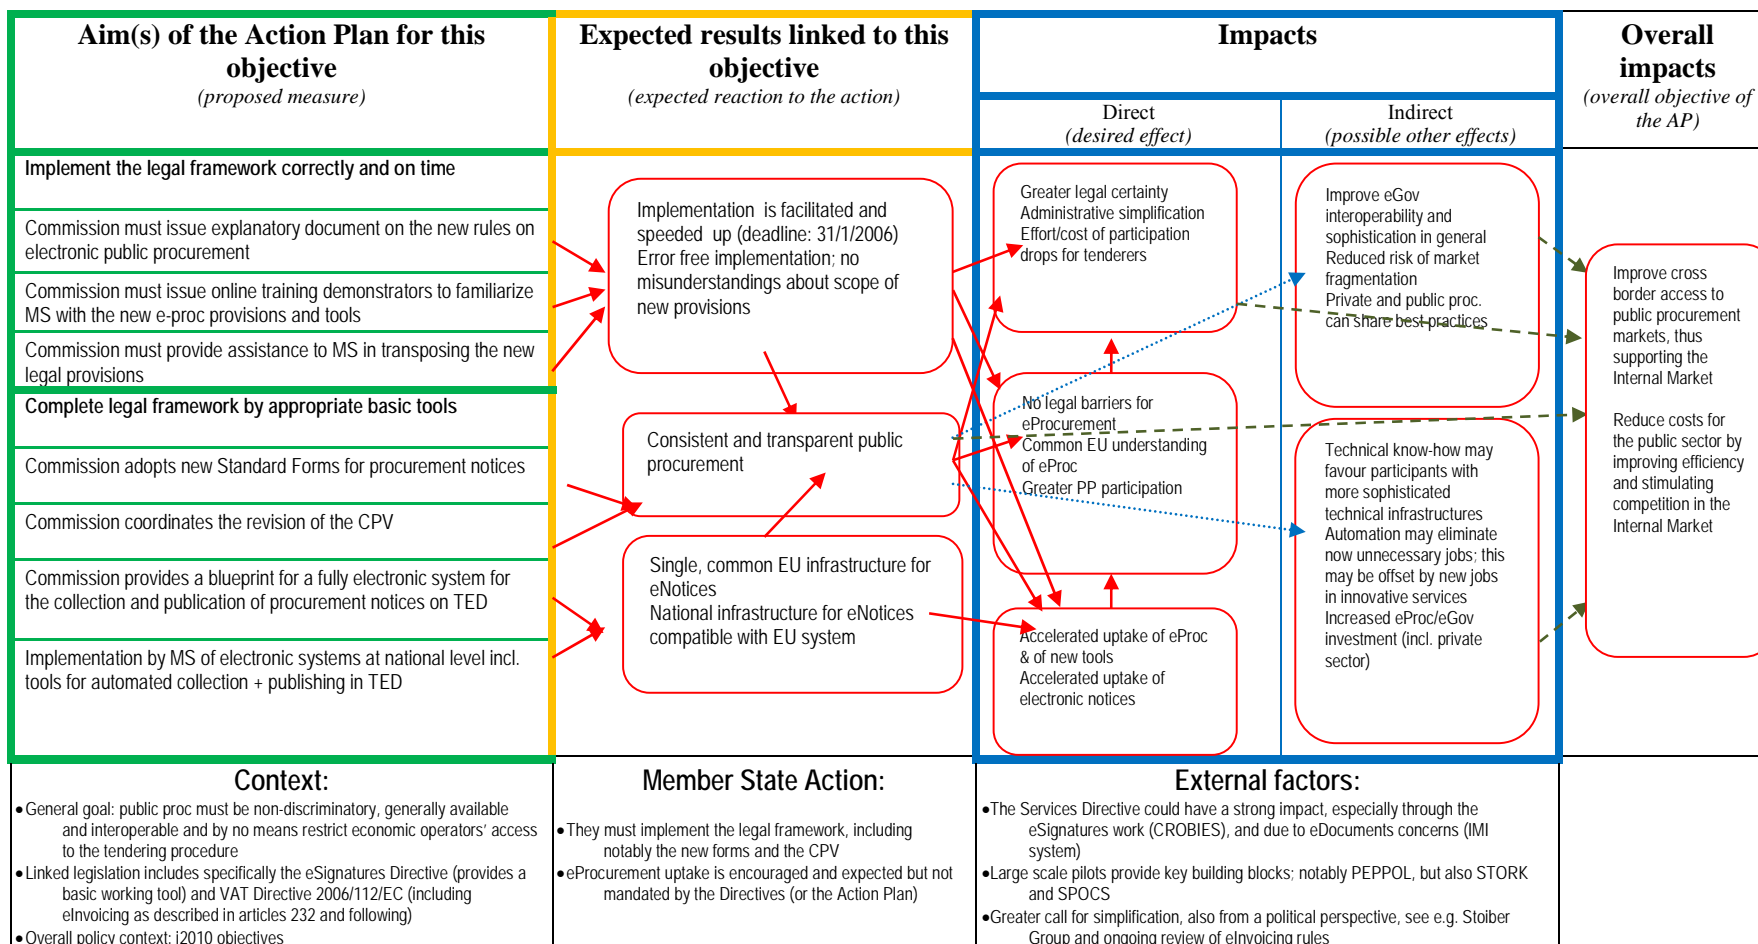 Aim(s) of the Action Plan for this
objective
(proposed measure)
Expected results linked to this
objective
(expected reaction to the action)
Impacts
Overall
impacts
(overall objective of
the AP)
Direct
(desired effect)
Indirect
(possible other effects)
Implement the legal framework correctly and on time
Commission must issue explanatory document on the new rules on
electronic public procurement
Commission must issue online training demonstrators to familiarize
MS with the new e-proc provisions and tools
Commission must provide assistance to MS in transposing the new
legal provisions
Complete legal framework by appropriate basic tools
Commission adopts new Standard Forms for procurement notices
Commission coordinates the revision of the CPV
Commission provides a blueprint for a fully electronic system for
the collection and publication of procurement notices on TED
Implementation by MS of electronic systems at national level incl.
tools for automated collection + publishing in TED
Implementation is facilitated and
speeded up (deadline: 31/1/2006)
Error free implementation; no
misunderstandings about scope of
new provisions
Consistent and transparent public
procurement
Single, common EU infrastructure for
eNotices
National infrastructure for eNotices
compatible with EU system
Greater legal certainty
Administrative simplification
Effort/cost of participation
drops for tenderers
No legal barriers for
eProcurement
Common EU understanding
of eProc
Greater PP participation
Accelerated uptake of eProc
& of new tools
Accelerated uptake of
electronic notices
Improve eGov
interoperability and
sophistication in general
Reduced risk of market
fragmentation
Private and public proc.
can share best practices
Technical know-how may
favour participants with
more sophisticated
technical infrastructures
Automation may eliminate
now unnecessary jobs; this
may be offset by new jobs
in innovative services
Increased eProc/eGov
investment (incl. private
sector)
Improve cross
border access to
public procurement
markets, thus
supporting the
Internal Market
Reduce costs for
the public sector by
improving efficiency
and stimulating
competition in the
Internal Market
Context:
•General goal: public proc must be non-discriminatory, generally available
and interoperable and by no means restrict economic operators' access
to the tendering procedure
•Linked legislation includes specifically the eSignatures Directive (provides a
basic working tool) and VAT Directive 2006/112/EC (including
eInvoicing as described in articles 232 and following)
•Overall policy context: i2010 objectives
Member State Action:
•They must implement the legal framework, including
notably the new forms and the CPV
•eProcurement uptake is encouraged and expected but not
mandated by the Directives (or the Action Plan)
External factors:
•The Services Directive could have a strong impact, especially through the
eSignatures work (CROBIES), and due to eDocuments concerns (IMI
system)
•Large scale pilots provide key building blocks; notably PEPPOL, but also STORK
and SPOCS
•Greater call for simplification, also from a political perspective, see e.g. Stoiber
Group and ongoing review of eInvoicing rules